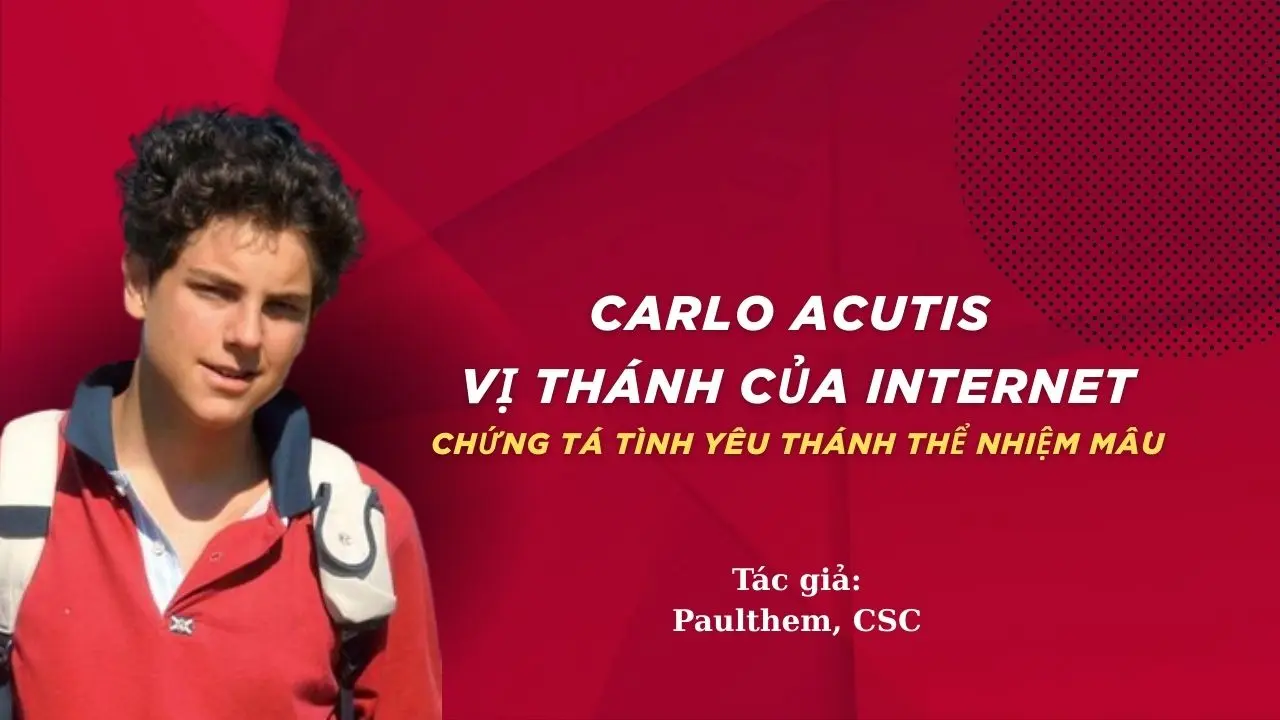 CARLO ACUTIS
VỊ THÁNH CỦA INTERNET
CHỨNG TÁ TÌNH YÊU THÁNH THỂ NHIỆM MÂU
Tác giả:
Paulthem, CSC